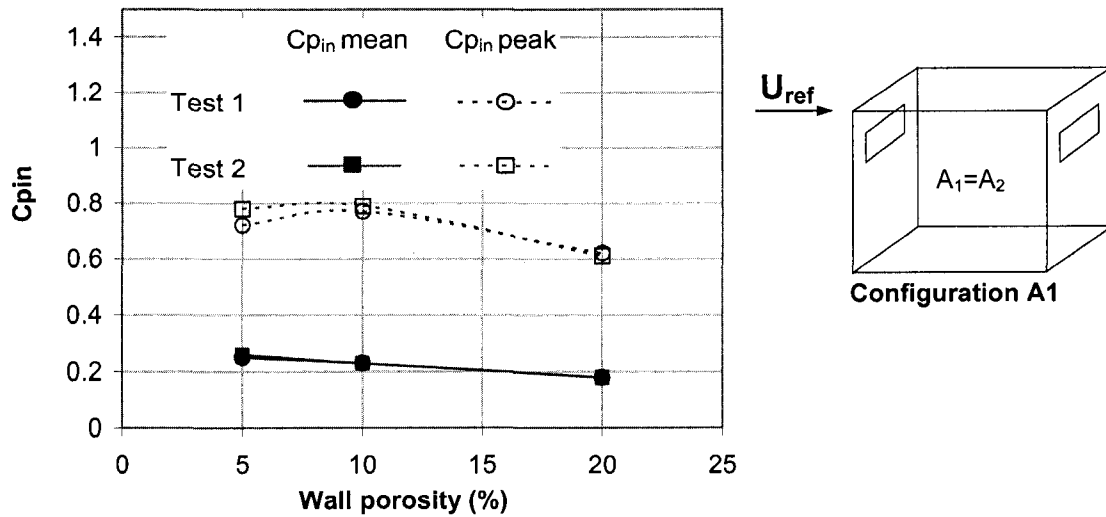 Cpin
1.4
1.2
1
0.8
0.6
0.4
0.2
0
0 5 10 15 20 25
Wall porosity (%)
Cpin mean Cpin peak
Test 1
Test 2
Uref
A1=A2
Configuration A1